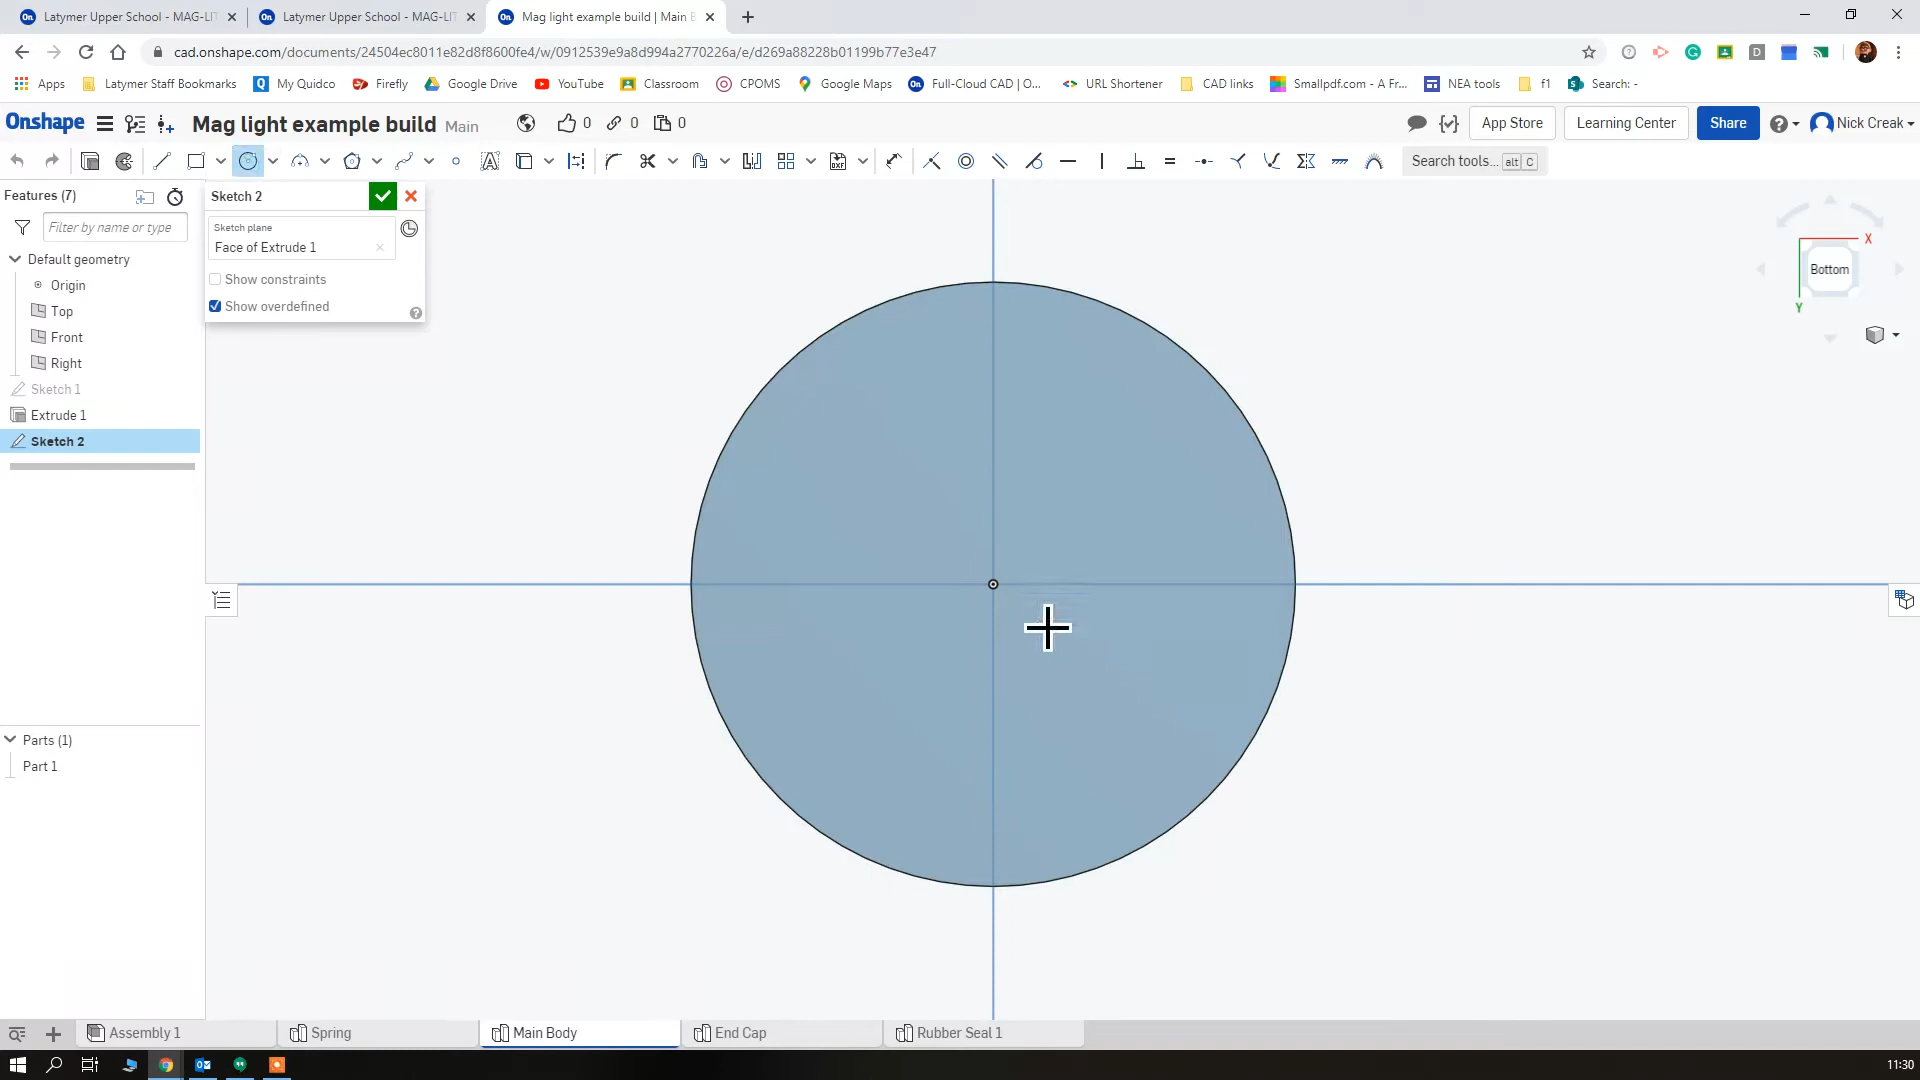 Latymer Upper School - MAG-LIT
Latymer Upper School - MAG-LIT
Mag light example build | Main B
cad.onshape.com/documents/24504ec8011e82d8f8600fe4/w/0912539e9a8d994a2770226a/e/d269a88228b01199b77e3e47
Apps Latymer Staff Bookmarks My Quidco Firefly Google Drive YouTube Classroom CPOMS Google Maps Full-Cloud CAD | O... URL Shortener CAD links Smallpdf.com - A Fr... NEA tools f1 Search: -
Onshape Mag light example build Main 0 0 0 App Store Learning Center Share Nick Creak
Search tools... alt C
Features (7)
Filter by name or type
Default geometry
Origin
Top
Front
Right
Sketch 1
Extrude 1
Sketch 2
Sketch 2
Sketch plane
Face of Extrude 1
Show constraints
Show overdefined
X
Bottom
Y
Parts (1)
Part 1
Assembly 1 Spring Main Body End Cap Rubber Seal 1
11:30